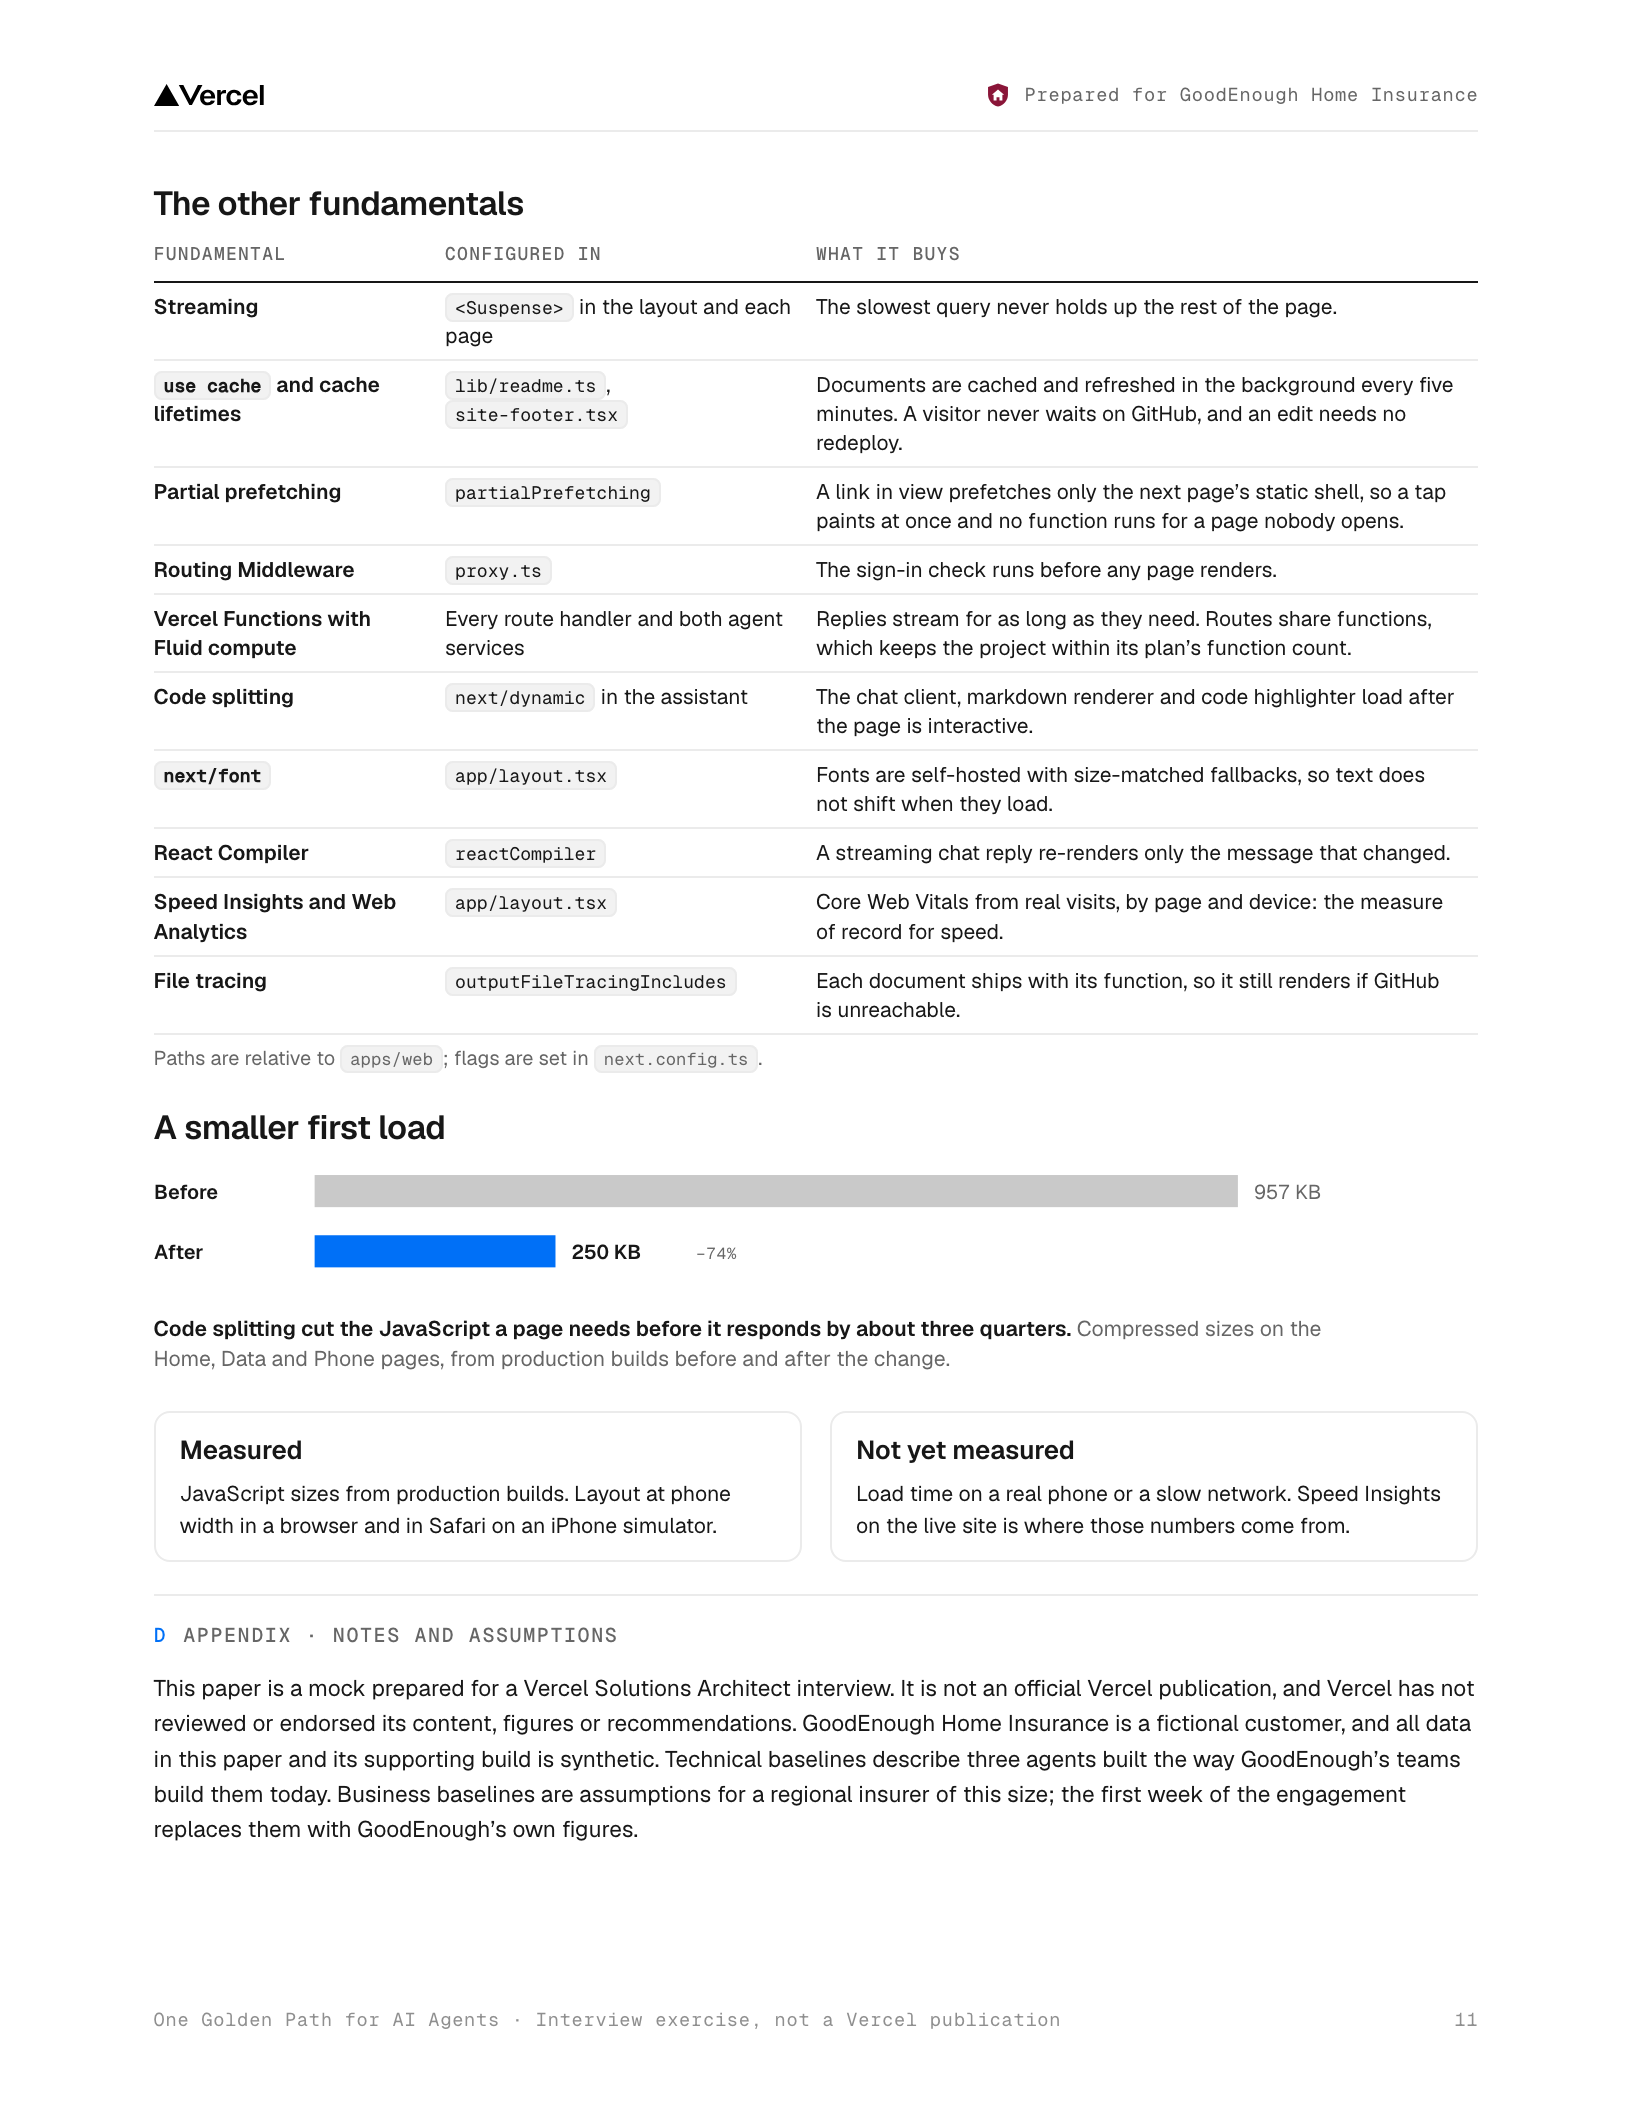 Vercel
Prepared for GoodEnough Home Insurance
The other fundamentals
FUNDAMENTAL CONFIGURED IN WHAT IT BUYS
Streaming <Suspense> in the layout and each The slowest query never holds up the rest of the page.
page
use cache and cache lib/readme.ts, Documents are cached and refreshed in the background every five
lifetimes site-footer.tsx minutes. A visitor never waits on GitHub, and an edit needs no
redeploy.
Partial prefetching partialPrefetching A link in view prefetches only the next page’s static shell, so a tap
paints at once and no function runs for a page nobody opens.
Routing Middleware proxy.ts The sign-in check runs before any page renders.
Vercel Functions with Every route handler and both agent Replies stream for as long as they need. Routes share functions,
Fluid compute services which keeps the project within its plan’s function count.
Code splitting next/dynamic in the assistant The chat client, markdown renderer and code highlighter load after
the page is interactive.
next/font app/layout.tsx Fonts are self-hosted with size-matched fallbacks, so text does
not shift when they load.
React Compiler reactCompiler A streaming chat reply re-renders only the message that changed.
Speed Insights and Web app/layout.tsx Core Web Vitals from real visits, by page and device: the measure
Analytics of record for speed.
File tracing outputFileTracingIncludes Each document ships with its function, so it still renders if GitHub
is unreachable.
Paths are relative to apps/web; flags are set in next.config.ts.
A smaller first load
Before 957 KB
After 250 KB −74%
Code splitting cut the JavaScript a page needs before it responds by about three quarters. Compressed sizes on the
Home, Data and Phone pages, from production builds before and after the change.
Measured
JavaScript sizes from production builds. Layout at phone
width in a browser and in Safari on an iPhone simulator.
Not yet measured
Load time on a real phone or a slow network. Speed Insights
on the live site is where those numbers come from.
D APPENDIX · NOTES AND ASSUMPTIONS
This paper is a mock prepared for a Vercel Solutions Architect interview. It is not an official Vercel publication, and Vercel has not
reviewed or endorsed its content, figures or recommendations. GoodEnough Home Insurance is a fictional customer, and all data
in this paper and its supporting build is synthetic. Technical baselines describe three agents built the way GoodEnough’s teams
build them today. Business baselines are assumptions for a regional insurer of this size; the first week of the engagement
replaces them with GoodEnough’s own figures.
One Golden Path for AI Agents · Interview exercise, not a Vercel publication 11